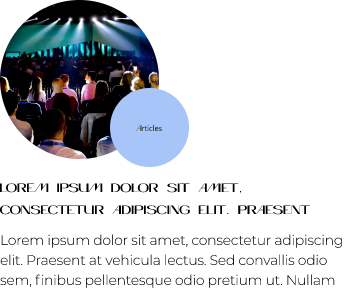 Articles
LOREM IPSUM DOLOR SIT AMET,
CONSECTETUR ADIPISCING ELIT. PRAESENT
Lorem ipsum dolor sit amet, consectetur adipiscing
elit. Praesent at vehicula lectus. Sed convallis odio
sem, finibus pellentesque odio pretium ut. Nullam